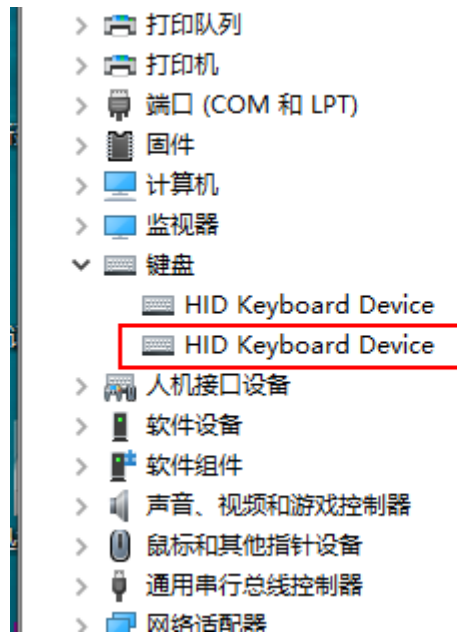 打印队列
打印机
端口 (COM 和 LPT)
固件
计算机
监视器
键盘
HID Keyboard Device
HID Keyboard Device
人机接口设备
软件设备
软件组件
声音、视频和游戏控制器
鼠标和其他指针设备
通用串行总线控制器
网络适配器